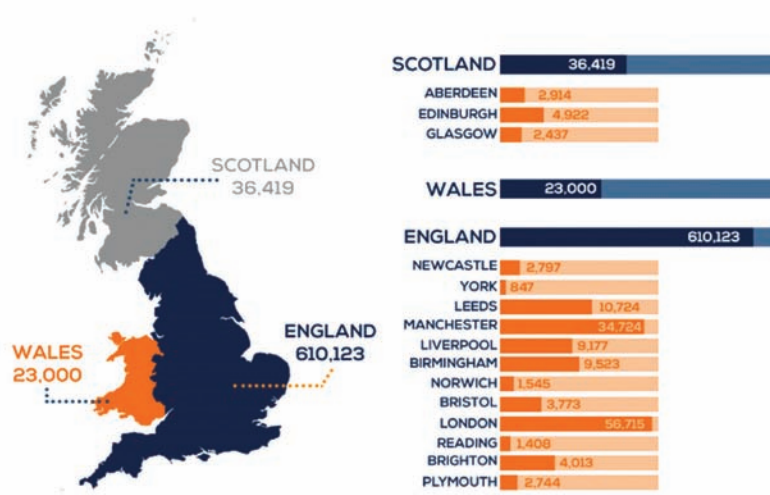 SCOTLAND
36,419
WALES
23,000
ENGLAND
610,123
SCOTLAND 36,419
ABERDEEN 2,914
EDINBURGH 4,922
GLASGOW 2,437
WALES 23,000
ENGLAND 610,123
NEWCASTLE 2,797
YORK 847
LEEDS 10,724
MANCHESTER 34,724
LIVERPOOL 9,177
BIRMINGHAM 9,523
NORWICH 1,545
BRISTOL 3,773
LONDON 56,715
READING 1,408
BRIGHTON 4,013
PLYMOUTH 2,744